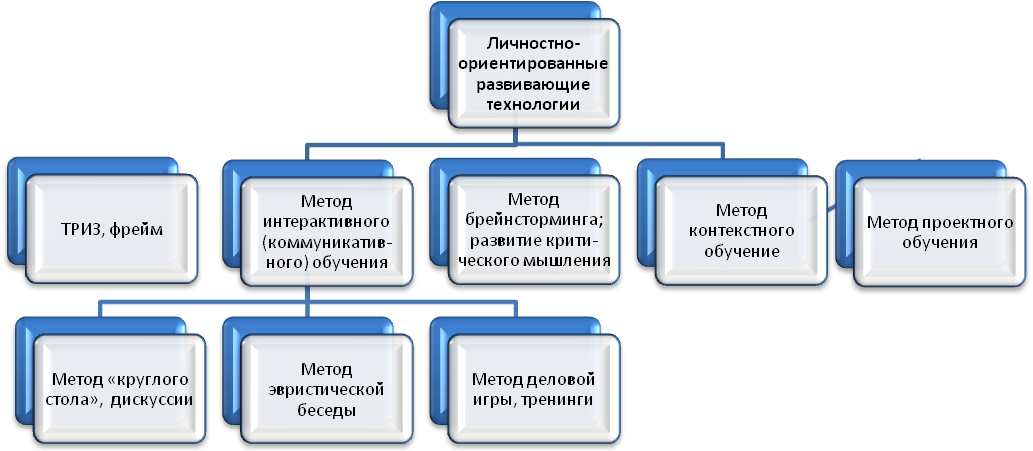 Личностно-
ориентированные
развивающие
технологии
ТРИЗ, фрейм
Метод
интерактивного
(коммуникатив-
ного) обучения
Метод
брейнсторминга;
развитие крити-
ческого мышления
Метод
контекстного
обучение
Метод проектного
обучения
Метод «круглого
стола», дискуссии
Метод
эвристической
беседы
Метод деловой
игры, тренинги